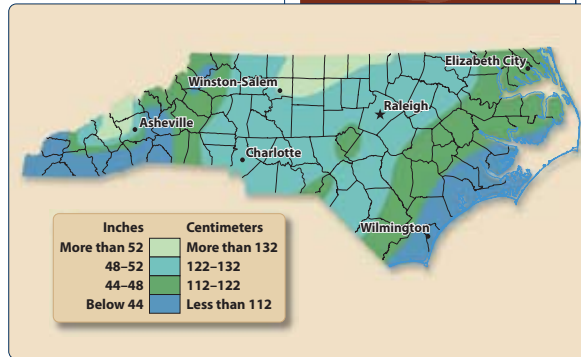 Elizabeth City
Winston-Salem
Raleigh
Asheville
Charlotte
Wilmington
Inches Centimeters
More than 52 More than 132
48–52 122–132
44–48 112–122
Below 44 Less than 112